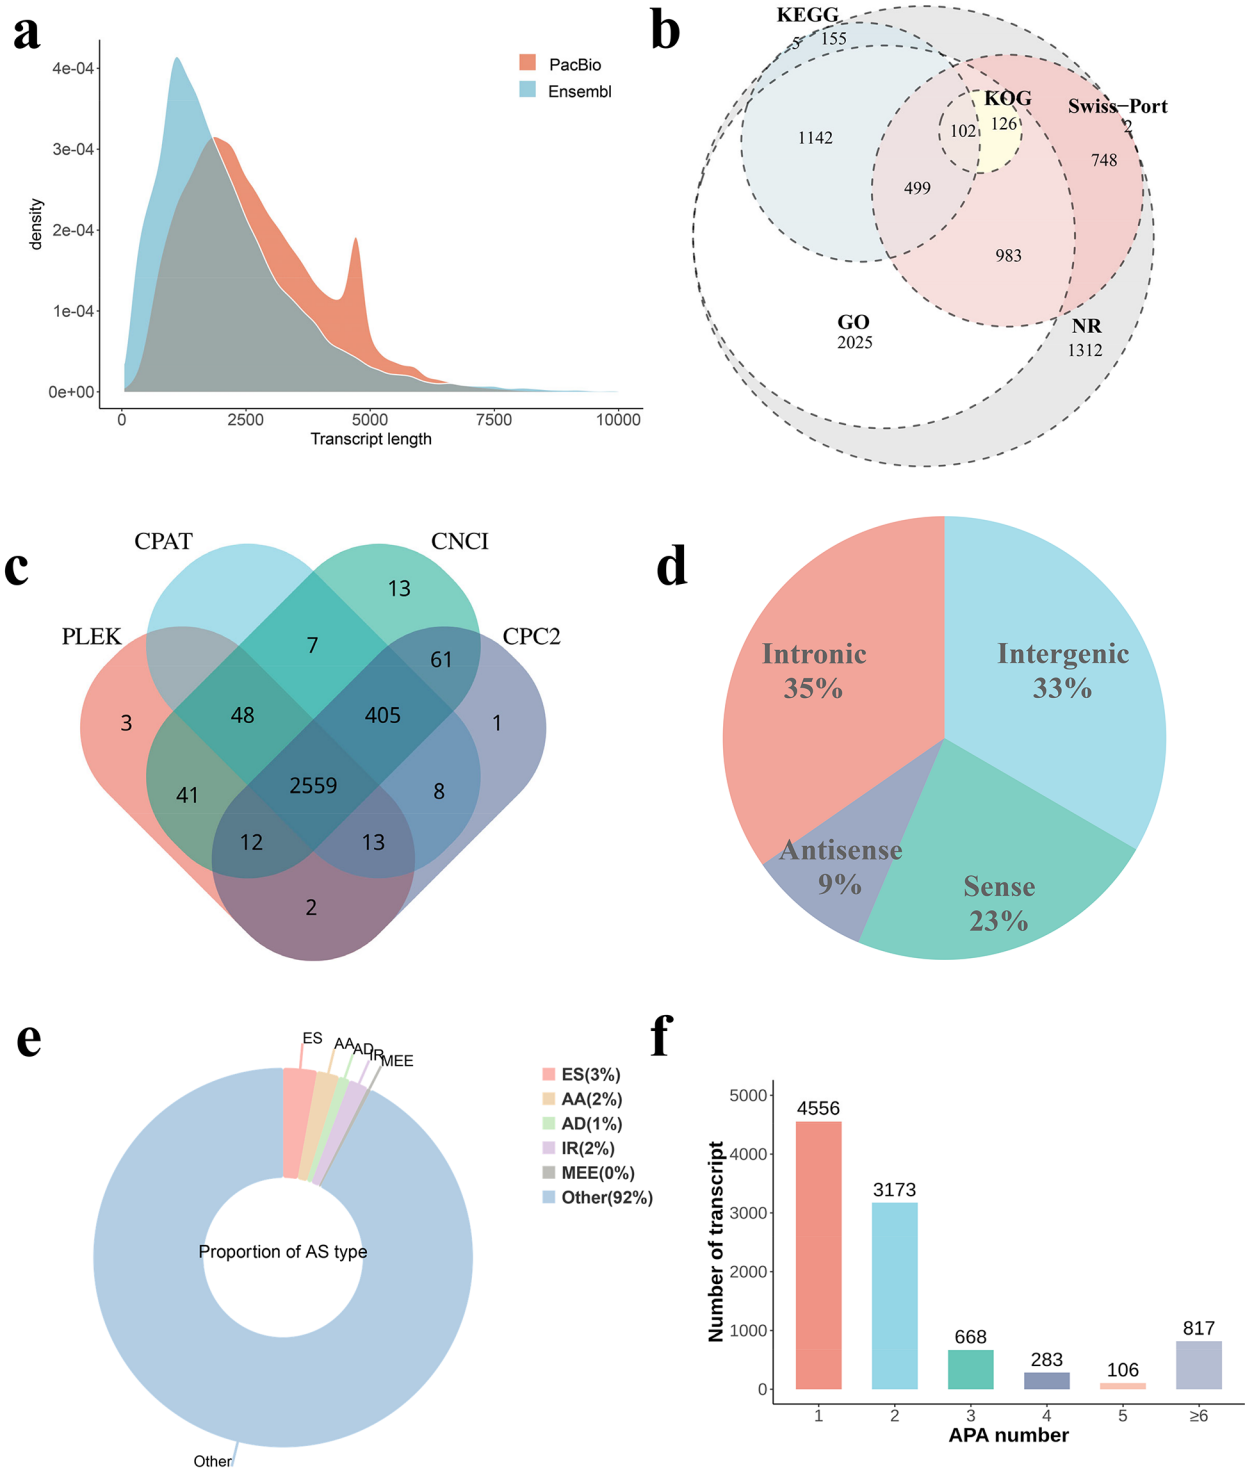 a
4e-04
3e-04
2e-04
1e-04
0e+00
density
0
2500
5000
7500
10000
Transcript length
PacBio
Ensembl
b
KEGG
5
155
KOG
Swiss-Port
2
1142
102
126
748
499
983
GO
2025
NR
1312
c
CPAT
CNCI
PLEK
CPC2
13
7
61
3
48
405
1
41
2559
8
12
13
2
d
Intronic
35%
Intergenic
33%
Antisense
9%
Sense
23%
e
ES
AA
AD
IR
MEE
Proportion of AS type
Other
ES(3%)
AA(2%)
AD(1%)
IR(2%)
MEE(0%)
Other(92%)
f
5000
4000
3000
2000
1000
0
Number of transcript
4556
3173
668
283
106
817
1
2
3
4
5
≥6
APA number